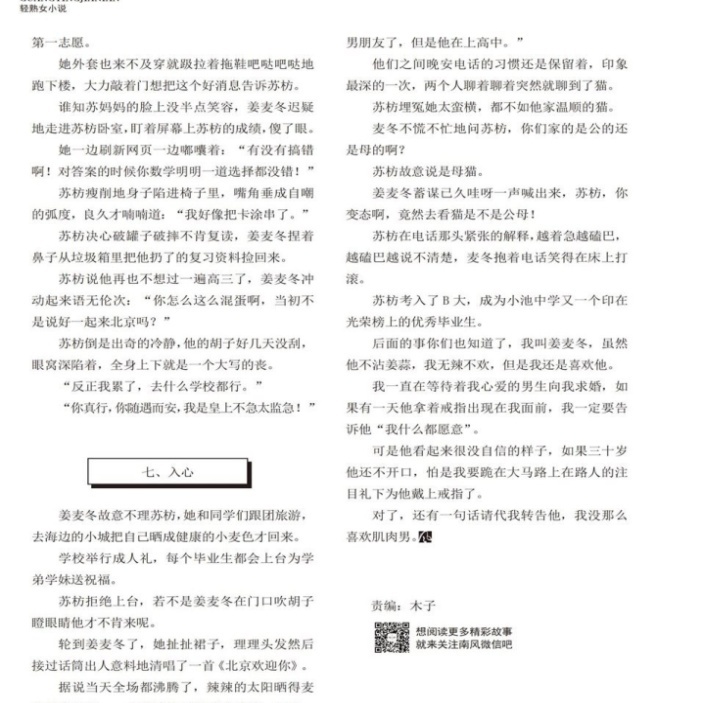 轻熟女小说
第一志愿。
她外套也来不及穿就趿拉着拖鞋吧哒吧哒地
跑下楼，大力敲着门想把这个好消息告诉苏枋。
谁知苏妈妈的脸上没半点笑容，姜麦冬迟疑
地走进苏枋卧室，盯着屏幕上苏枋的成绩，傻了眼。
她一边刷新网页一边嘟囔着：“有没有搞错
啊！对答案的时候你数学明明一道选择都没错！”
苏枋瘦削地身子陷进椅子里，嘴角垂成自嘲
的弧度，良久才喃喃道：“我好像把卡涂串了。”
苏枋决心破罐子破摔不肯复读，姜麦冬捏着
鼻子从垃圾箱里把他扔了的复习资料捡回来。
苏枋说他再也不想过一遍高三了，姜麦冬冲
动起来语无伦次：“你怎么这么混蛋啊，当初不
是说好一起来北京吗？”
苏枋倒是出奇的冷静，他的胡子好几天没刮，
眼窝深陷着，全身上下就是一个大写的丧。
“反正我累了，去什么学校都行。”
“你真行，你随遇而安，我是皇上不急太监急！”
七、入心
姜麦冬故意不理苏枋，她和同学们跟团旅游，
去海边的小城把自己晒成健康的小麦色才回来。
学校举行成人礼，每个毕业生都会上台为学
弟学妹送祝福。
苏枋拒绝上台，若不是姜麦冬在门口吹胡子
瞪眼睛他才不肯来呢。
轮到姜麦冬了，她扯扯裙子，理理头发然后
接过话筒出人意料地清唱了一首《北京欢迎你》。
据说当天全场都沸腾了，辣辣的太阳晒得麦
男朋友了，但是他在上高中。”
他们之间晚安电话的习惯还是保留着，印象
最深的一次，两个人聊着聊着突然就聊到了猫。
苏枋埋冤她太蛮横，都不如他家温顺的猫。
麦冬不慌不忙地问苏枋，你们家的是公的还
是母的啊？
苏枋故意说是母猫。
姜麦冬蓄谋已久哇呀一声喊出来，苏枋，你
变态啊，竟然去看猫是不是公母！
苏枋在电话那头紧张的解释，越着急越磕巴，
越磕巴越说不清楚，麦冬抱着电话笑得在床上打
滚。
苏枋考入了B大，成为小池中学又一个印在
光荣榜上的优秀毕业生。
后面的事你们也知道了，我叫姜麦冬，虽然
他不沾姜蒜，我无辣不欢，但是我还是喜欢他。
我一直在等待着我心爱的男生向我求婚，如
果有一天他拿着戒指出现在我面前，我一定要告
诉他“我什么都愿意”。
可是他看起来很没自信的样子，如果三十岁
他还不开口，怕是我要跪在大马路上在路人的注
目礼下为他戴上戒指了。
对了，还有一句话请代我转告他，我没那么
喜欢肌肉男。
责编：木子
想阅读更多精彩故事
就来关注南风微信吧